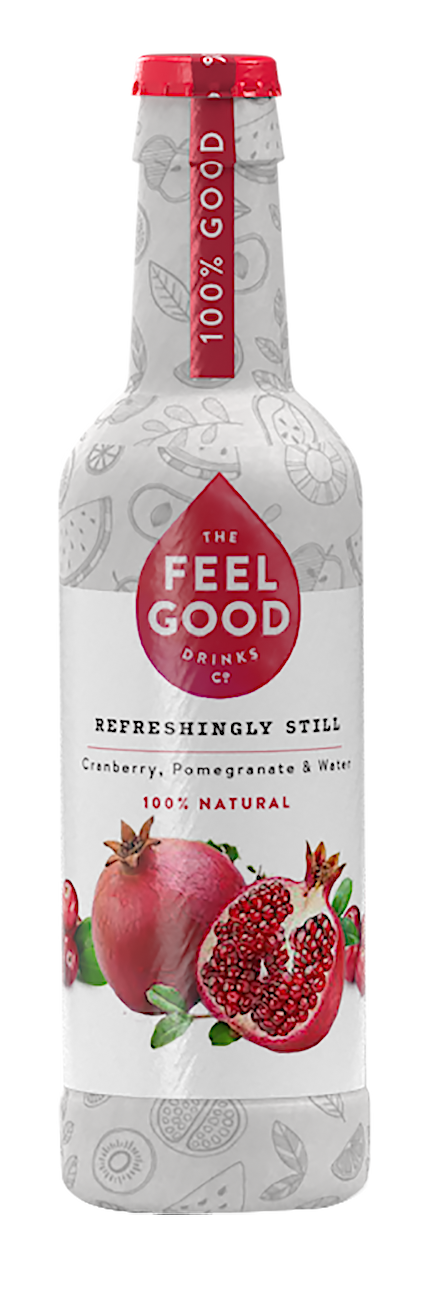 100% GOOD
%
THE
FEEL
GOOD
DRINKS
Cº
REFRESHINGLY STILL
Cranberry, Pomegranate & Water
100% NATURAL